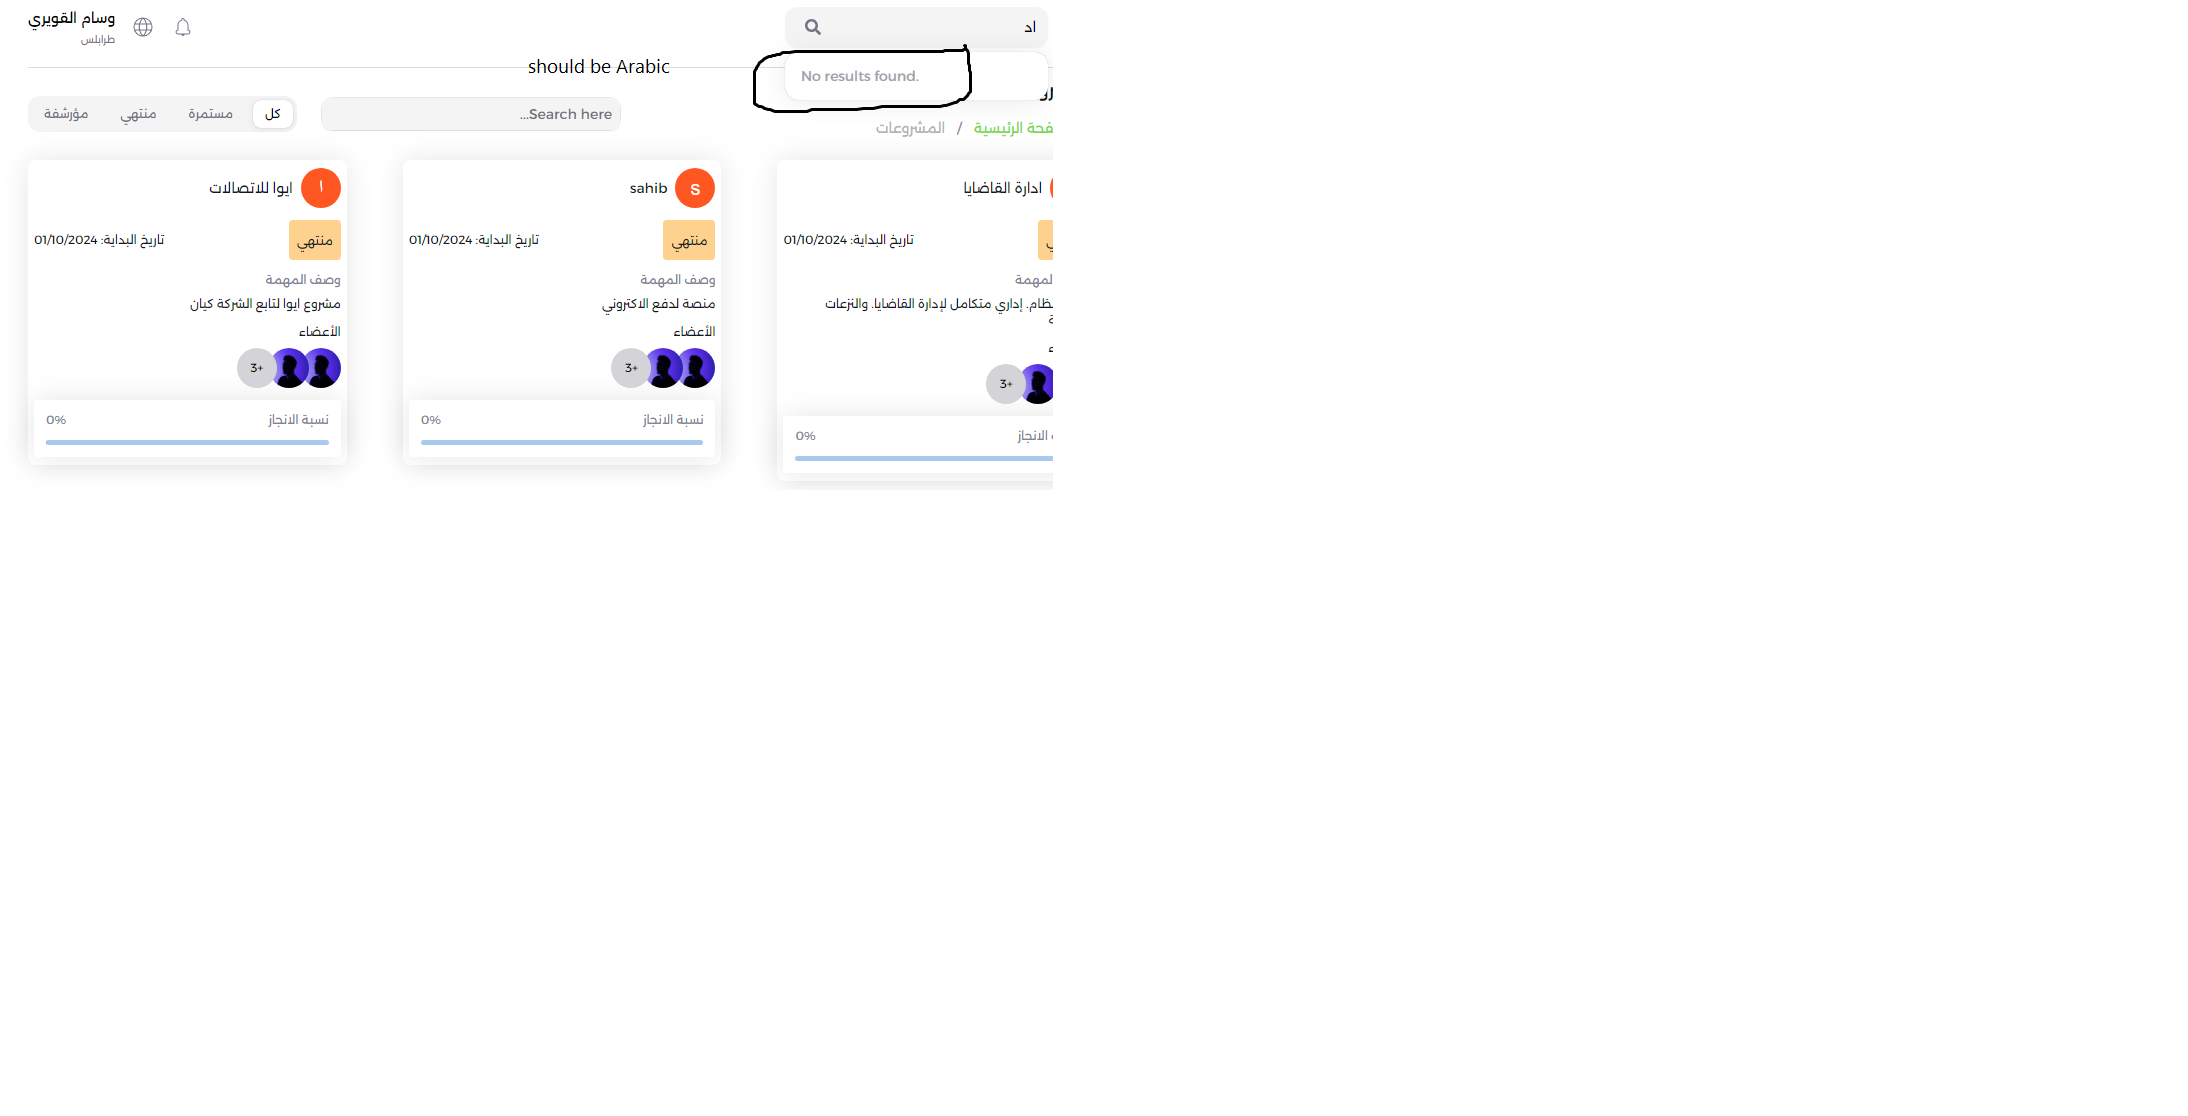 وسام القويري
طرابلس
اد
should be Arabic
No results found.
كل
مستمرة
منتهي
مؤرشفة
Search here...
الرئيسية / المشروعات
ادارة القاضايا
تاريخ البداية: 01/10/2024
إداري متكامل لإدارة القاضايا. والنزعات
3+
الانجاز
0%
S
sahib
منتهي
تاريخ البداية: 01/10/2024
وصف المهمة
منصة لدفع الاكتروني
الأعضاء
3+
نسبة الانجاز
0%
ا
ايوا للاتصالات
منتهي
تاريخ البداية: 01/10/2024
وصف المهمة
مشروع ايوا لتابع الشركة كيان
الأعضاء
3+
نسبة الانجاز
0%